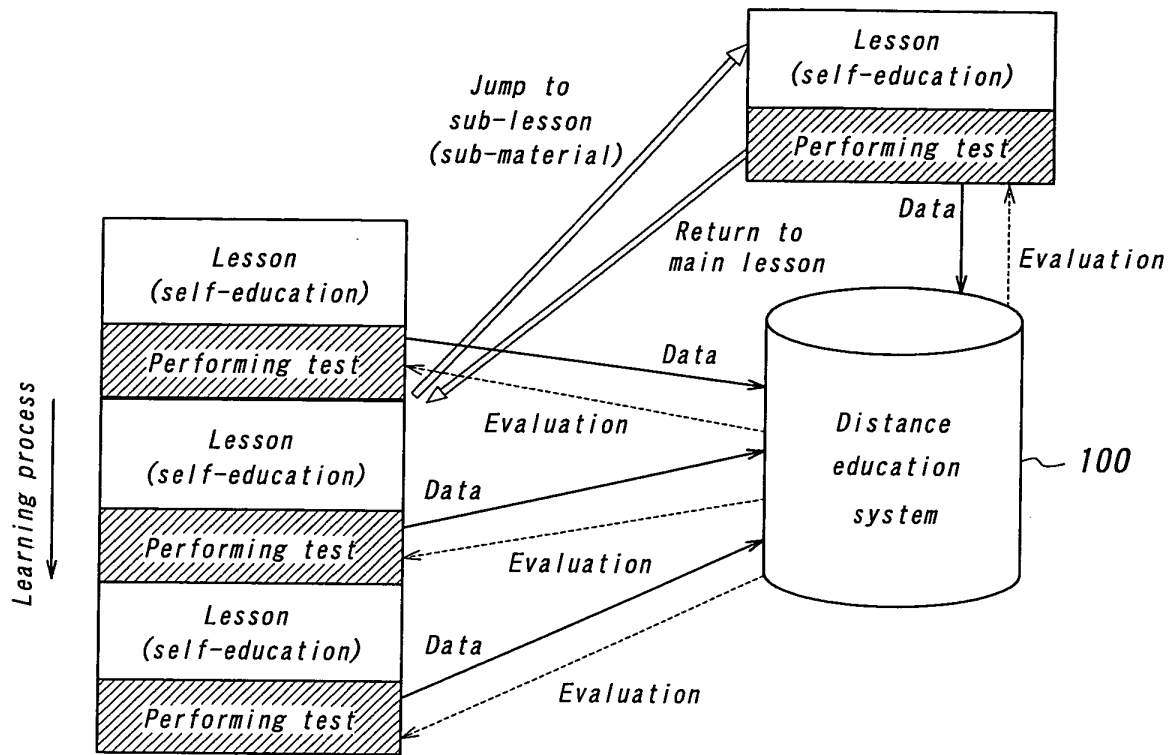 Lesson
(self-education)
Performing test
Jump to
sub-lesson
(sub-material)
Data
Evaluation
Return to
main lesson
Lesson
(self-education)
Performing test
Data
Evaluation
Learning process
Lesson
(self-education)
Performing test
Data
Evaluation
Distance
education
system
100
Lesson
(self-education)
Performing test
Data
Evaluation